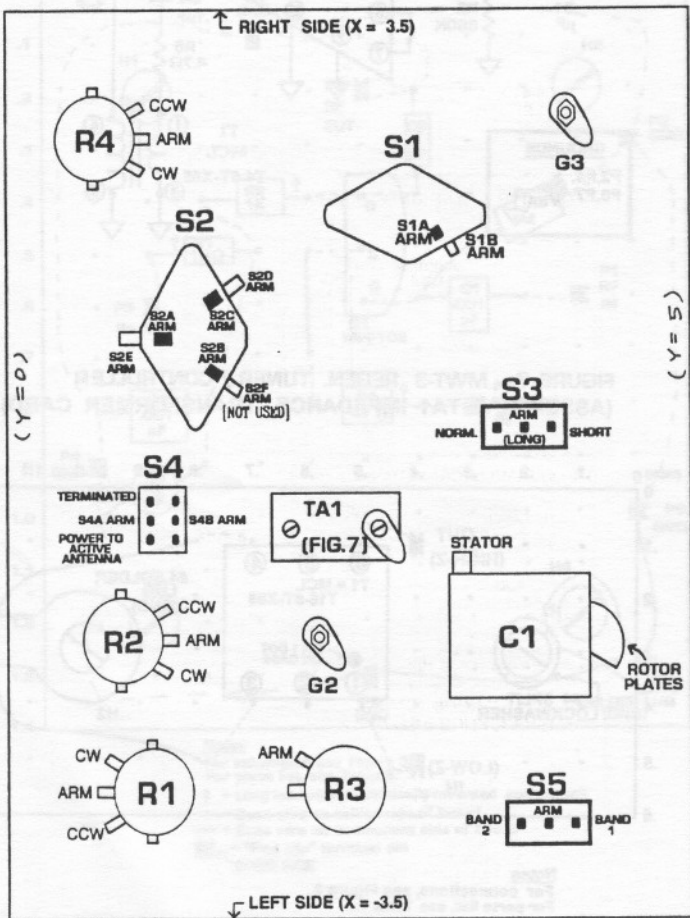 RIGHT SIDE (X = 3.5)
CCW
R4
ARM
CW
G3
S1
S1A
ARM
S1B
ARM
S2
S2D
ARM
S2A
ARM
S2C
ARM
S2E
ARM
S2B
ARM
S2F
ARM
(NOT USED)
(Y=0)
(Y=5)
S3
ARM
NORM.
SHORT
(LONG)
S4
TERMINATED
S4A ARM
S4B ARM
POWER TO
ACTIVE
ANTENNA
TA1
(FIG.7)
STATOR
C1
ROTOR
PLATES
CCW
R2
ARM
CW
G2
CW
ARM
R1
CCW
ARM
R3
S5
ARM
BAND
2
BAND
1
LEFT SIDE (X = -3.5)